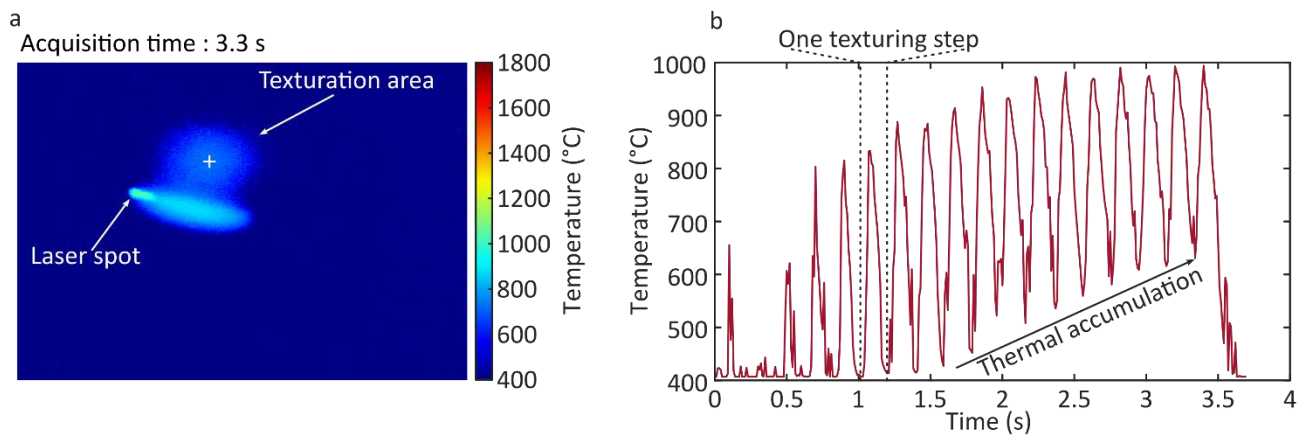 a
Acquisition time : 3.3 s
Texturation area
+
Laser spot
1800
1600
1400
1200
1000
800
600
400
Temperature (°C)
b
One texturing step
1000
900
800
700
600
500
400
Temperature (°C)
Thermal accumulation
0 0.5 1 1.5 2 2.5 3 3.5 4
Time (s)